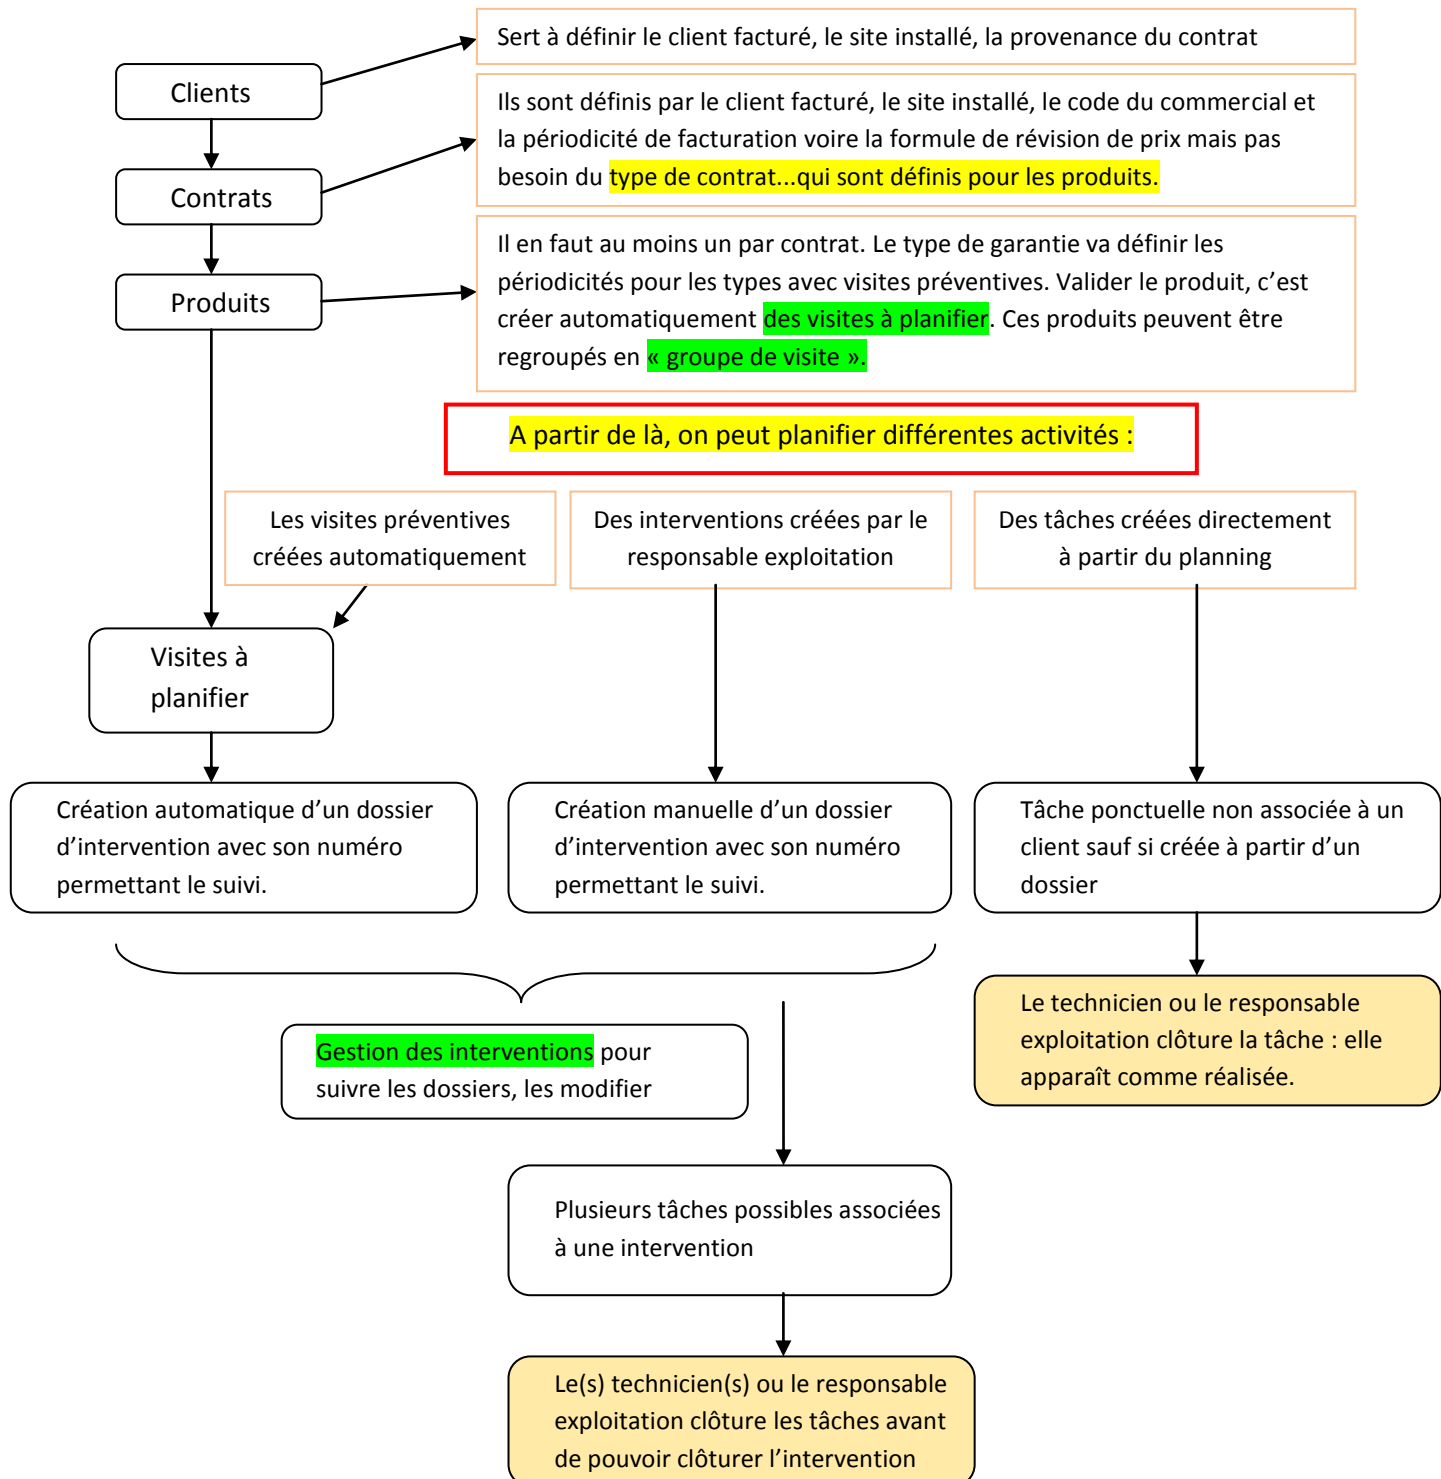 Sert à définir le client facturé, le site installé, la provenance du contrat
Clients
Ils sont définis par le client facturé, le site installé, le code du commercial et
la périodicité de facturation voire la formule de révision de prix mais pas
besoin du type de contrat...qui sont définis pour les produits.
Contrats
Il en faut au moins un par contrat. Le type de garantie va définir les
périodicités pour les types avec visites préventives. Valider le produit, c’est
créer automatiquement des visites à planifier. Ces produits peuvent être
regroupés en « groupe de visite ».
Produits
A partir de là, on peut planifier différentes activités :
Les visites préventives
créées automatiquement
Des interventions créées par le
responsable exploitation
Des tâches créées directement
à partir du planning
Visites à
planifier
Création automatique d’un dossier
d’intervention avec son numéro
permettant le suivi.
Création manuelle d’un dossier
d’intervention avec son numéro
permettant le suivi.
Tâche ponctuelle non associée à un
client sauf si créée à partir d’un
dossier
Le technicien ou le responsable
exploitation clôture la tâche : elle
apparaît comme réalisée.
Gestion des interventions pour
suivre les dossiers, les modifier
Plusieurs tâches possibles associées
à une intervention
Le(s) technicien(s) ou le responsable
exploitation clôture les tâches avant
de pouvoir clôturer l’intervention